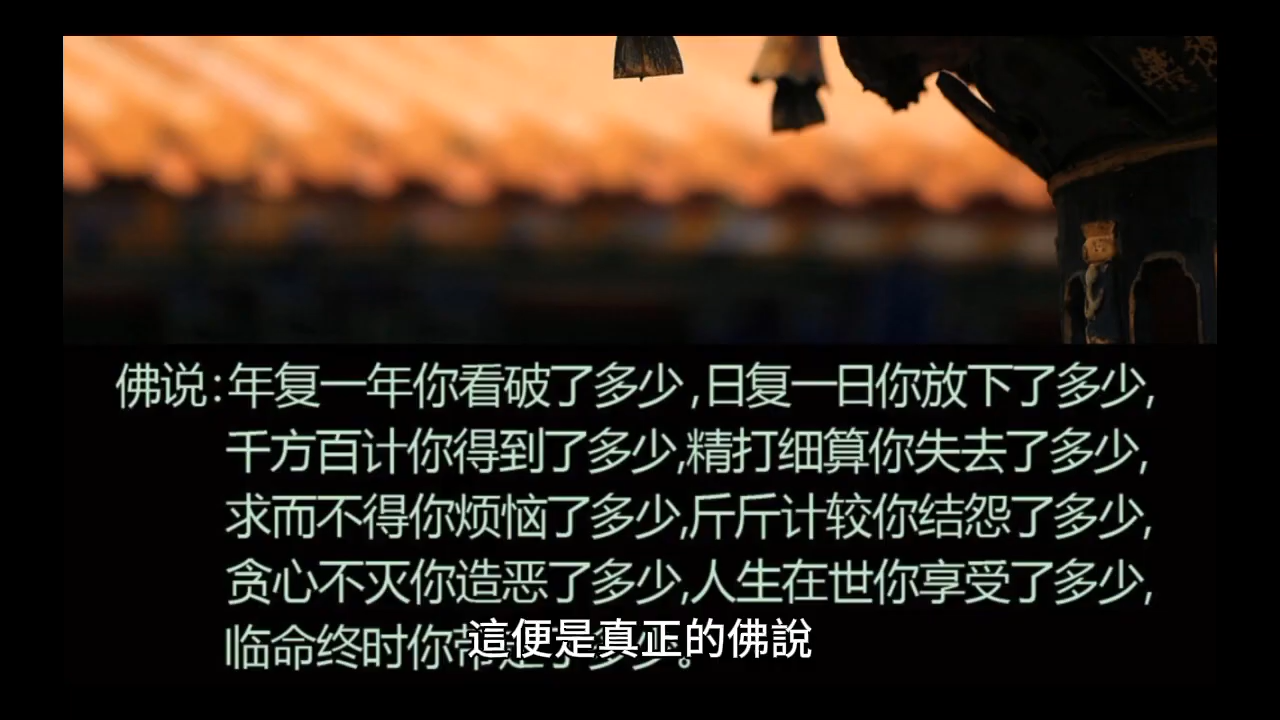 佛说:年复一年你看破了多少,日复一日你放下了多少,
千方百计你得到了多少,精打细算你失去了多少,
求而不得你烦恼了多少,斤斤计较你结怨了多少,
贪心不灭你造恶了多少,人生在世你享受了多少,
临命终时你带
這便是真正的佛說